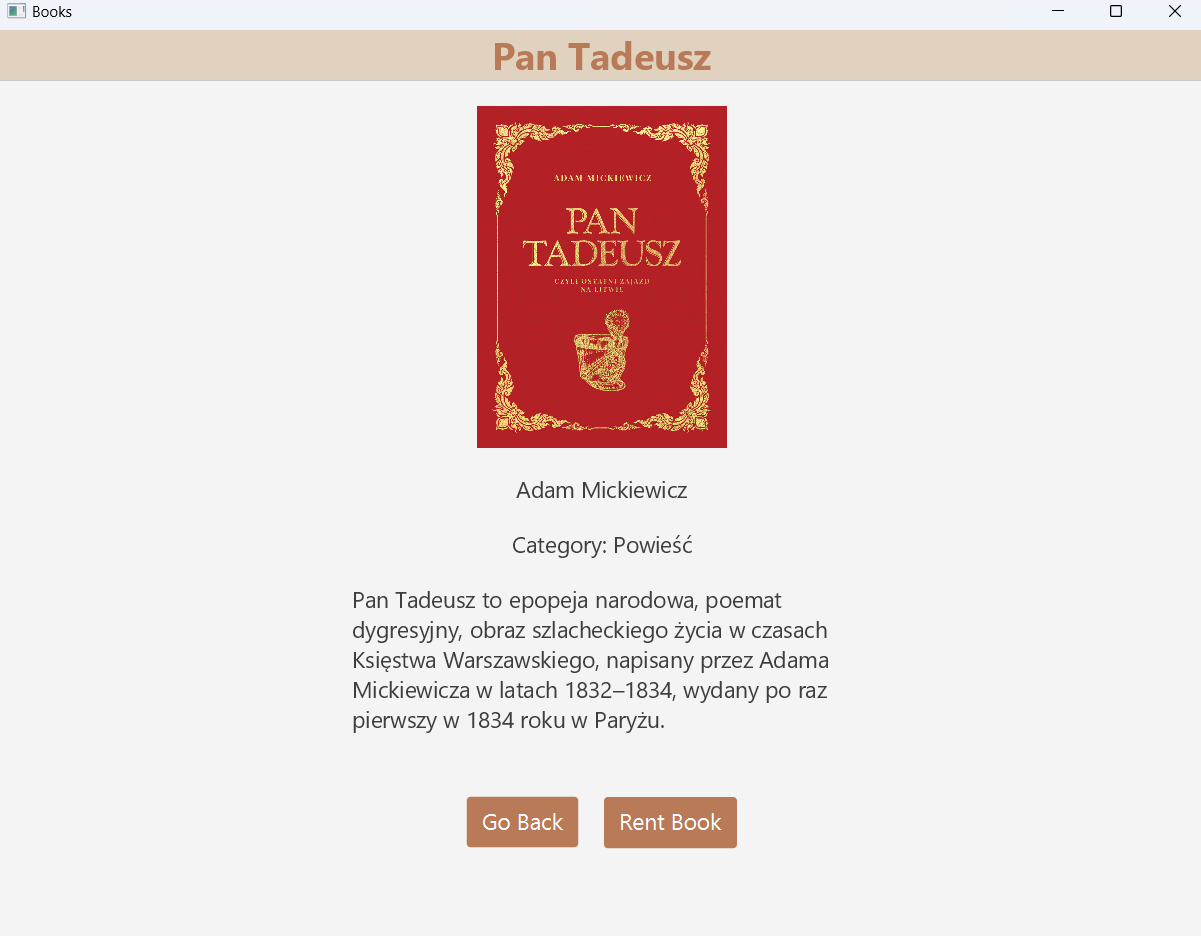 Books
Pan Tadeusz
ADAM MICKIEWICZ
PAN
TADEUSZ
CZYLI OSTATNI ZAJAZD
NA LITWIE
Adam Mickiewicz
Category: Powieść
Pan Tadeusz to epopeja narodowa, poemat
dygresyjny, obraz szlacheckiego życia w czasach
Księstwa Warszawskiego, napisany przez Adama
Mickiewicza w latach 1832–1834, wydany po raz
pierwszy w 1834 roku w Paryżu.
Go Back
Rent Book